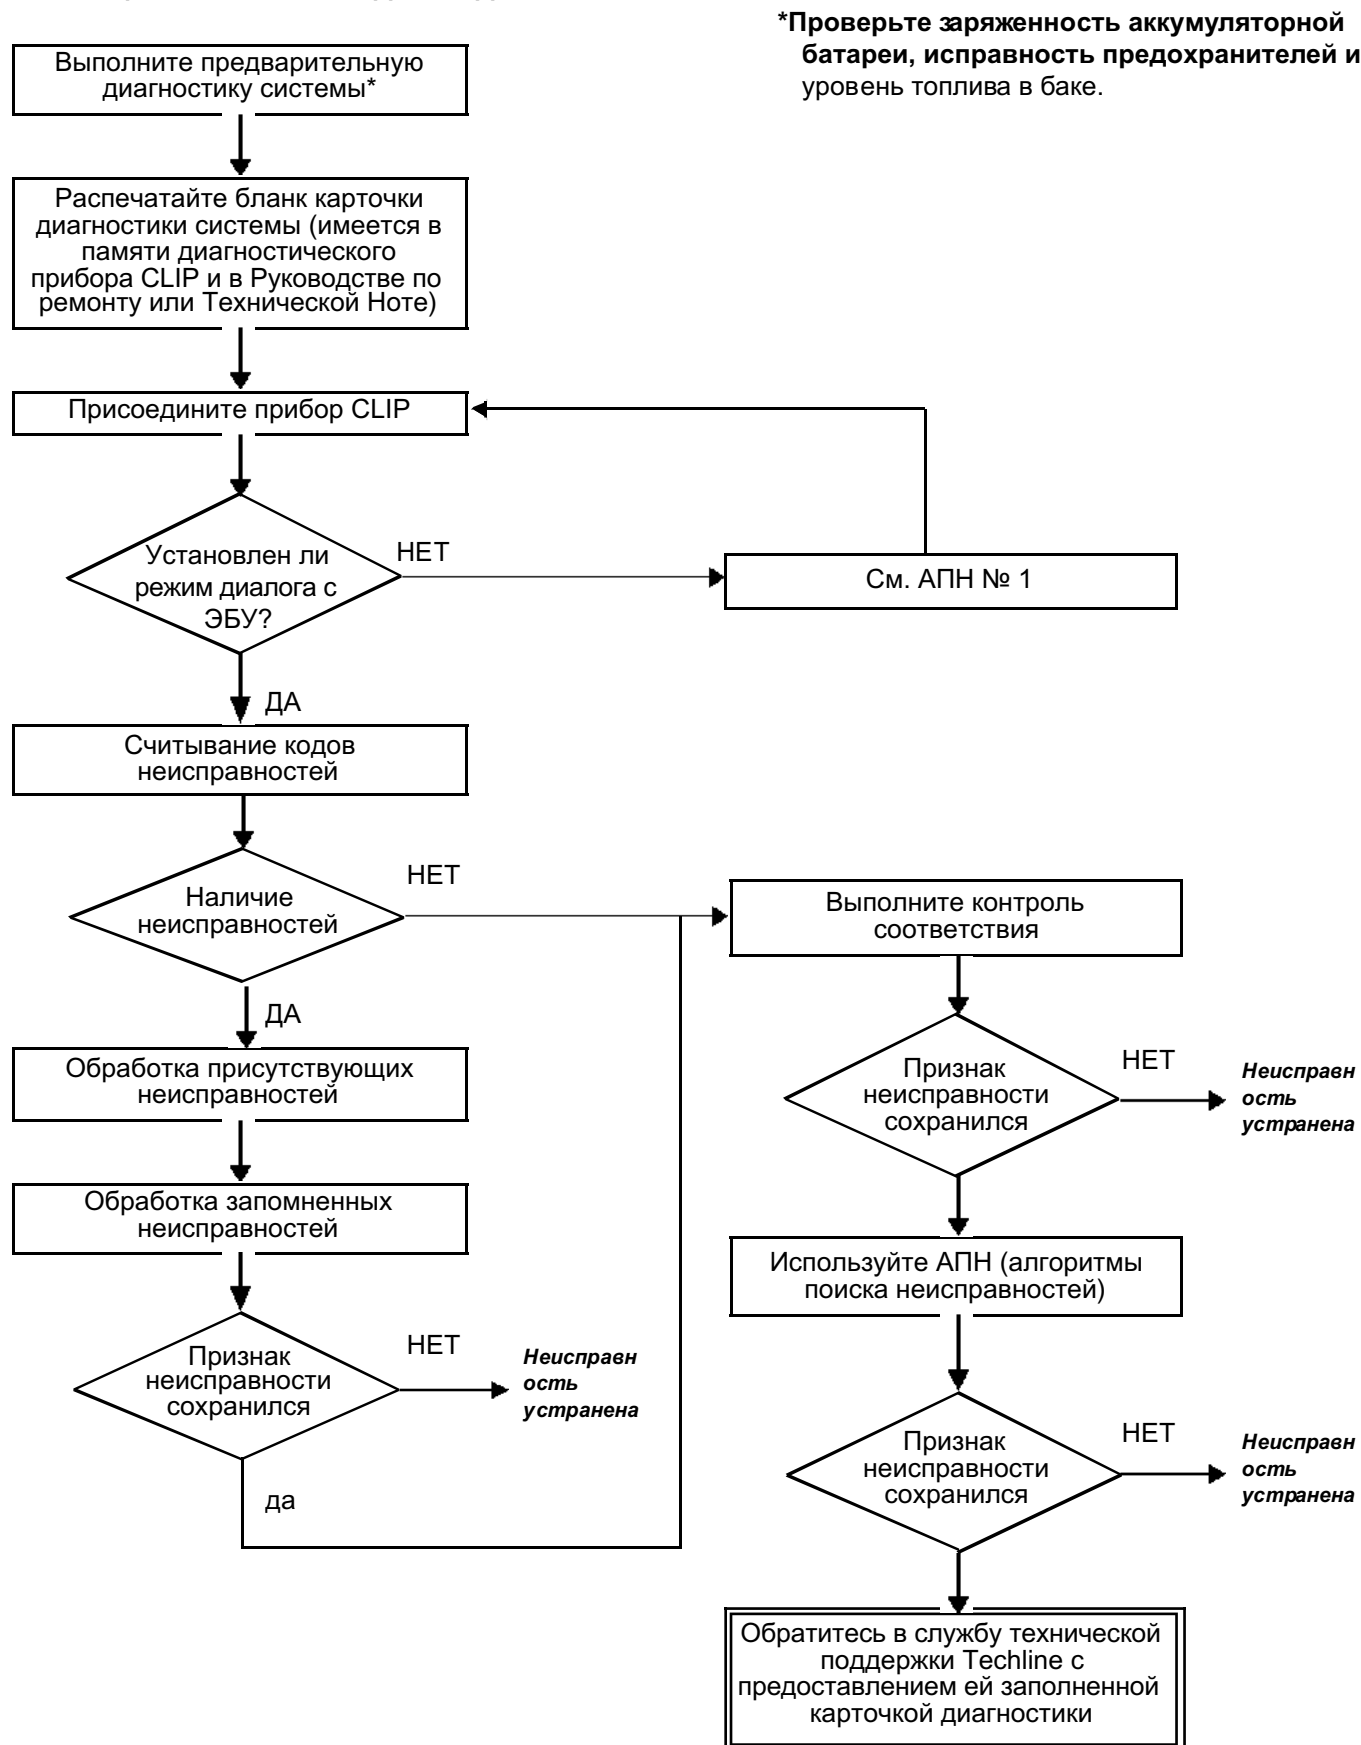 *Проверьте заряженность аккумуляторной
батареи, исправность предохранителей и
уровень топлива в баке.
Выполните предварительную
диагностику системы*
Распечатайте бланк карточки
диагностики системы (имеется в
памяти диагностического
прибора CLIP и в Руководстве по
ремонту или Технической Ноте)
Присоедините прибор CLIP
Установлен ли
режим диалога с
ЭБУ?
НЕТ
См. АПН № 1
ДА
Считывание кодов
неисправностей
Наличие
неисправностей
НЕТ
Выполните контроль
соответствия
ДА
Обработка присутствующих
неисправностей
Признак
неисправности
сохранился
НЕТ
Неисправн
ость
устранена
Обработка запомненных
неисправностей
Используйте АПН (алгоритмы
поиска неисправностей)
Признак
неисправности
сохранился
НЕТ
Неисправн
ость
устранена
да
Признак
неисправности
сохранился
НЕТ
Неисправн
ость
устранена
Обратитесь в службу технической
поддержки Techline с
предоставлением ей заполненной
карточкой диагностики